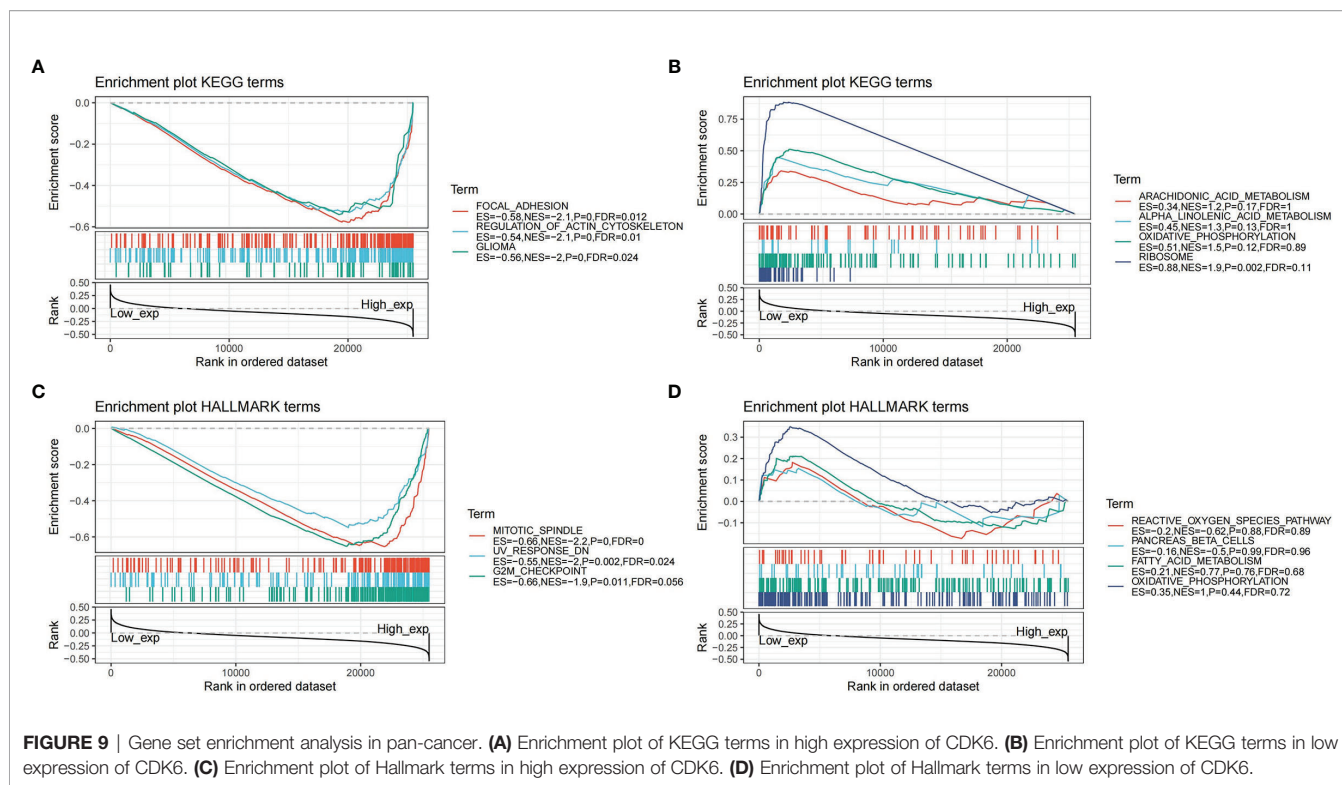 A
Enrichment plot KEGG terms
Enrichment score
0.0
−0.2
−0.4
−0.6
Term
FOCAL_ADHESION
ES=−0.58,NES=−2.1,P=0,FDR=0.012
REGULATION_OF_ACTIN_CYTOSKELETON
ES=−0.54,NES=−2.1,P=0,FDR=0.01
GLIOMA
ES=−0.56,NES=−2,P=0,FDR=0.024
Rank
0.50
0.25
0.00
−0.25
−0.50
Low_exp
High_exp
0
10000
20000
Rank in ordered dataset
B
Enrichment plot KEGG terms
Enrichment score
0.75
0.50
0.25
0.00
Term
ARACHIDONIC_ACID_METABOLISM
ES=0.34,NES=1.2,P=0.17,FDR=1
ALPHA_LINOLENIC_ACID_METABOLISM
ES=0.45,NES=1.3,P=0.13,FDR=1
OXIDATIVE_PHOSPHORYLATION
ES=0.51,NES=1.5,P=0.12,FDR=0.89
RIBOSOME
ES=0.88,NES=1.9,P=0.002,FDR=0.11
Rank
0.50
0.25
0.00
−0.25
−0.50
Low_exp
High_exp
0
10000
20000
Rank in ordered dataset
C
Enrichment plot HALLMARK terms
Enrichment score
0.0
−0.2
−0.4
−0.6
Term
MITOTIC_SPINDLE
ES=−0.66,NES=−2.2,P=0,FDR=0
UV_RESPONSE_DN
ES=−0.55,NES=−2,P=0.002,FDR=0.024
G2M_CHECKPOINT
ES=−0.66,NES=−1.9,P=0.011,FDR=0.056
Rank
0.50
0.25
0.00
−0.25
−0.50
Low_exp
High_exp
0
10000
20000
Rank in ordered dataset
D
Enrichment plot HALLMARK terms
Enrichment score
0.3
0.2
0.1
0.0
−0.1
Term
REACTIVE_OXYGEN_SPECIES_PATHWAY
ES=−0.2,NES=−0.62,P=0.88,FDR=0.89
PANCREAS_BETA_CELLS
ES=−0.16,NES=−0.5,P=0.99,FDR=0.96
FATTY_ACID_METABOLISM
ES=0.21,NES=0.77,P=0.76,FDR=0.68
OXIDATIVE_PHOSPHORYLATION
ES=0.35,NES=1,P=0.44,FDR=0.72
Rank
0.50
0.25
0.00
−0.25
−0.50
Low_exp
High_exp
0
10000
20000
Rank in ordered dataset
FIGURE 9 | Gene set enrichment analysis in pan-cancer. (A) Enrichment plot of KEGG terms in high expression of CDK6. (B) Enrichment plot of KEGG terms in low
expression of CDK6. (C) Enrichment plot of Hallmark terms in high expression of CDK6. (D) Enrichment plot of Hallmark terms in low expression of CDK6.